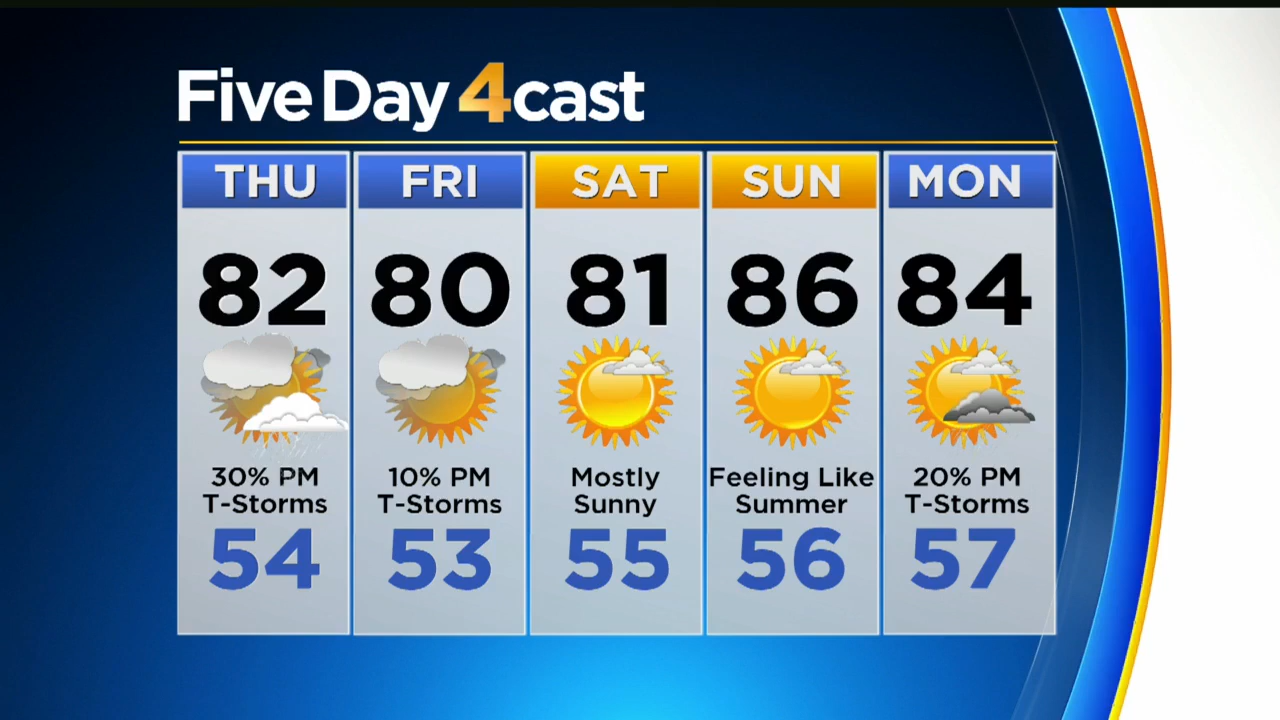 Five Day 4cast
THU
82
30% PM
T-Storms
54
FRI
80
10% PM
T-Storms
53
SAT
81
Mostly
Sunny
55
SUN
86
Feeling Like
Summer
56
MON
84
20% PM
T-Storms
57